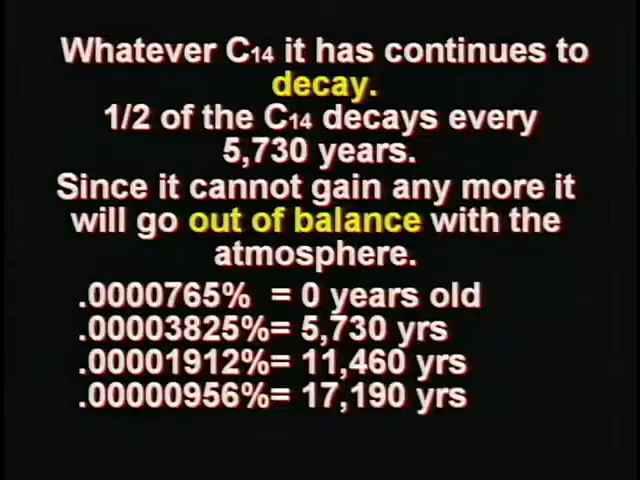 Whatever C14 it has continues to
decay.
1/2 of the C14 decays every
5,730 years.
Since it cannot gain any more it
will go out of balance with the
atmosphere.
.0000765% = 0 years old
.00003825%= 5,730 yrs
.00001912%= 11,460 yrs
.00000956%= 17,190 yrs